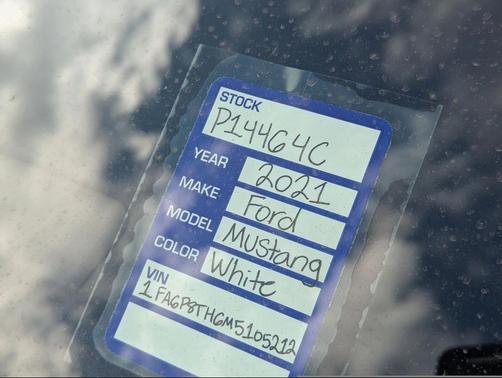 STOCK
P14464C
YEAR 2021
MAKE Ford
MODEL Mustang
COLOR White
VIN
1FA6P8TH6M5105212